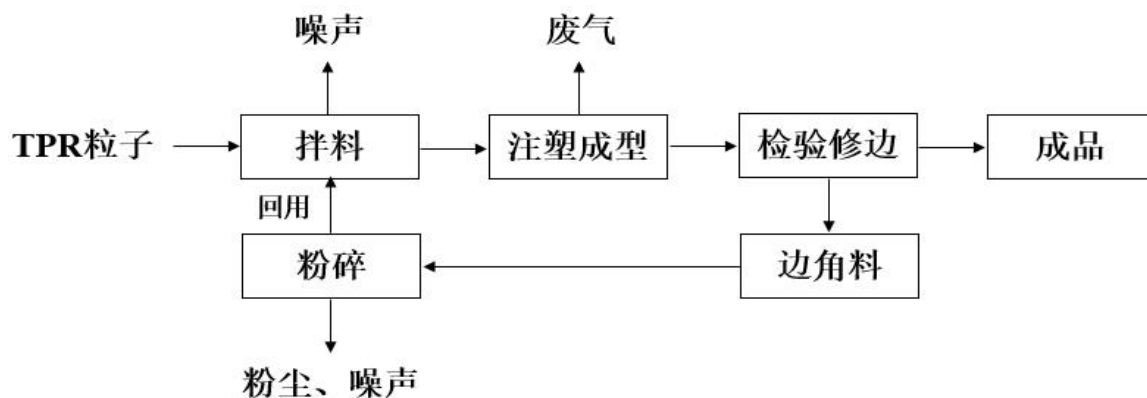 噪声
废气
TPR粒子
拌料
注塑成型
检验修边
成品
回用
粉碎
边角料
粉尘、噪声